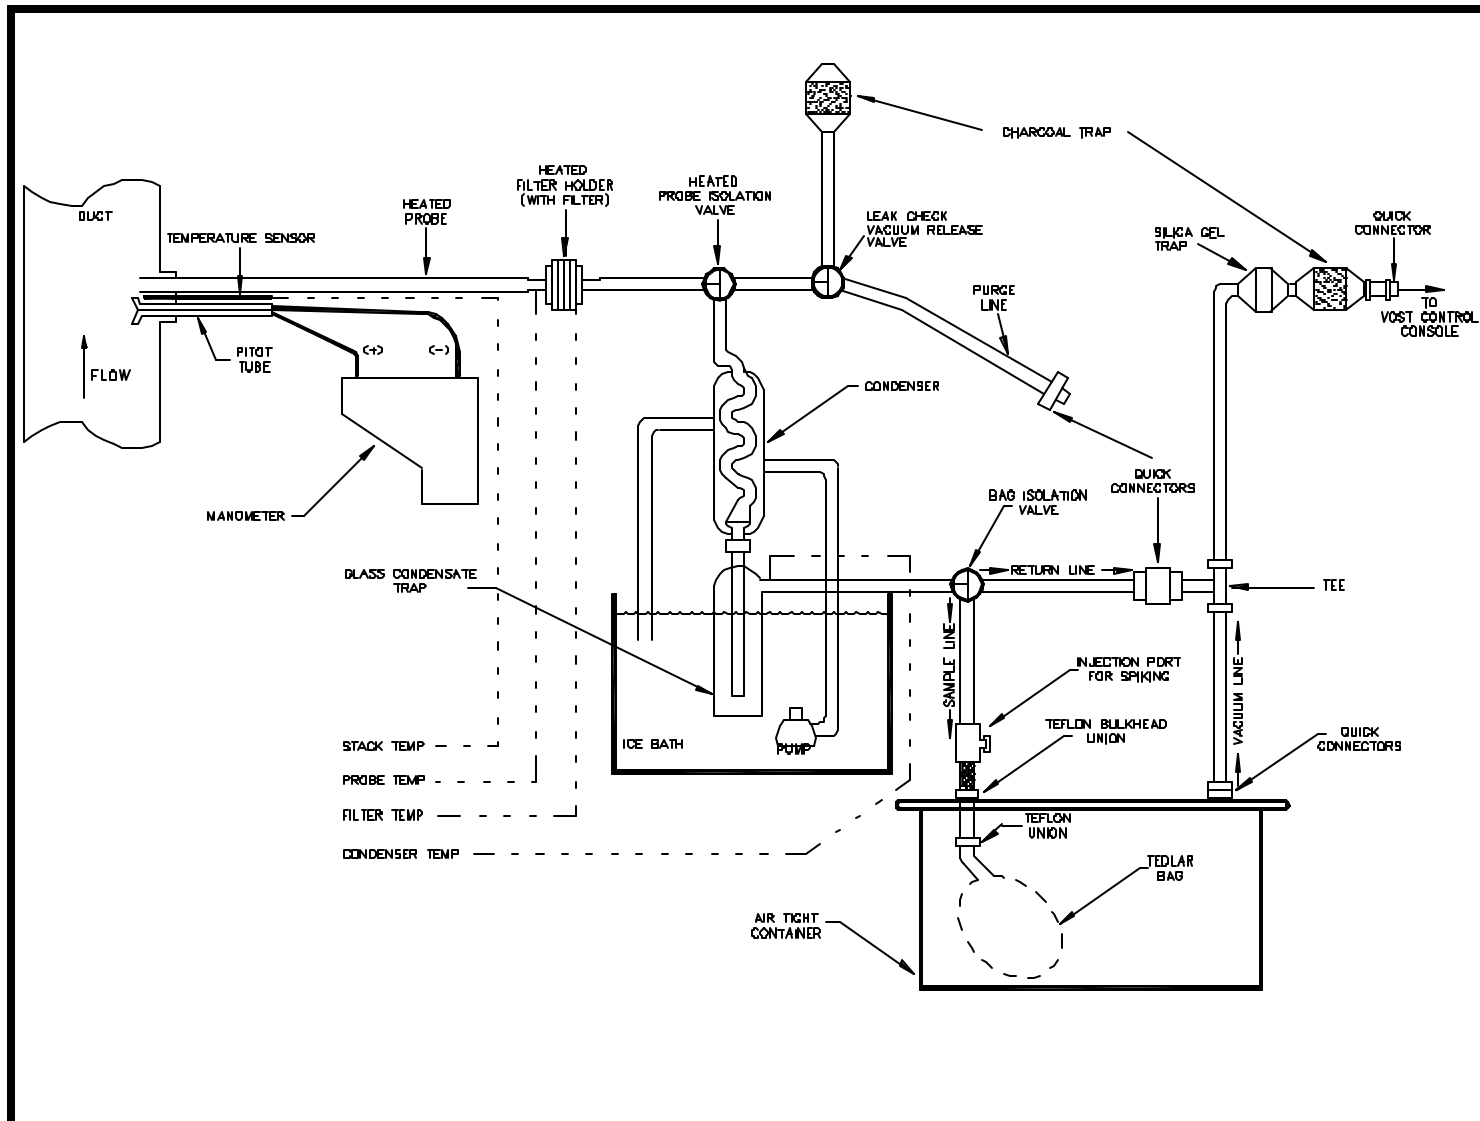 CHARCOAL TRAP
HEATED
FILTER HOLDER
(WITH FILTER)
HEATED
PROBE ISOLATION
VALVE
HEATED
PROBE
DUCT
TEMPERATURE SENSOR
LEAK CHECK
VACUUM RELEASE
VALVE
SILICA GEL
TRAP
QUICK
CONNECTOR
PURGE
LINE
TO
VOST CONTROL
CONSOLE
PITOT
TUBE
FLOW
(+)
(-)
CONDENSER
MANOMETER
BAG ISOLATION
VALVE
QUICK
CONNECTORS
GLASS CONDENSATE
TRAP
RETURN LINE
TEE
SAMPLE LINE
INJECTION PORT
FOR SPIKING
VACUUM LINE
TEFLON BULKHEAD
UNION
QUICK
CONNECTORS
ICE BATH
PUMP
STACK TEMP
PROBE TEMP
FILTER TEMP
CONDENSER TEMP
TEFLON
UNION
TEDLAR
BAG
AIR TIGHT
CONTAINER